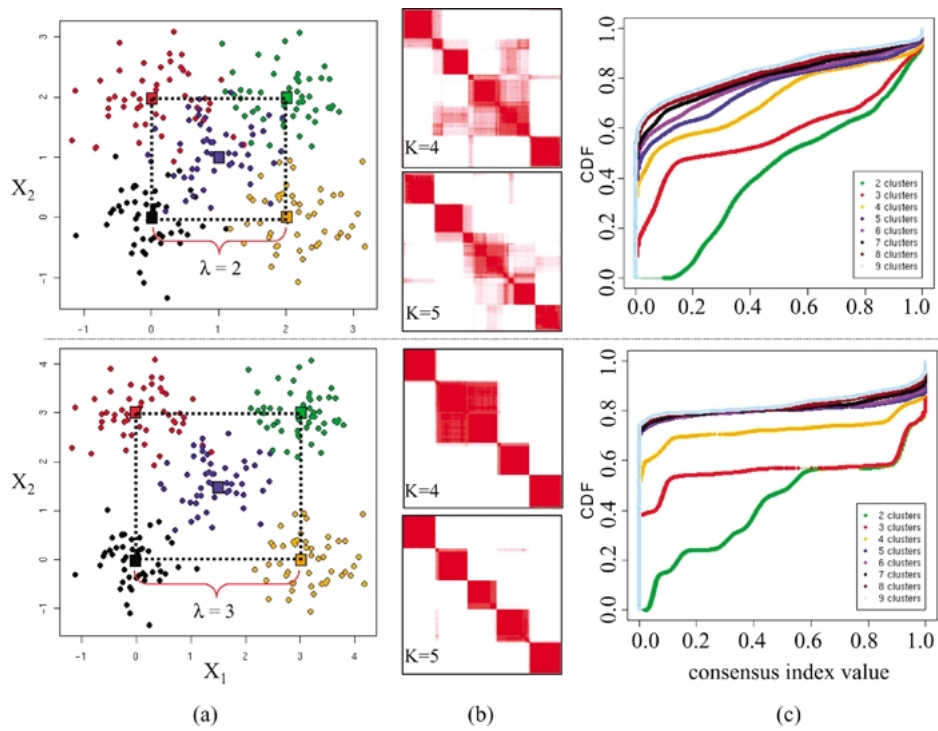 3
2
1
0
-1
X2
λ = 2
-1
0
1
2
3
K=4
K=5
1.0
0.8
0.6
0.4
0.2
0.0
CDF
2 clusters
3 clusters
4 clusters
5 clusters
6 clusters
7 clusters
8 clusters
9 clusters
0.0 0.2 0.4 0.6 0.8 1.0
4
3
2
1
0
-1
X2
λ = 3
-1 0 1 2 3 4
X1
K=4
K=5
1.0
0.8
0.6
0.4
0.2
0.0
CDF
2 clusters
3 clusters
4 clusters
5 clusters
6 clusters
7 clusters
8 clusters
9 clusters
0.0 0.2 0.4 0.6 0.8 1.0
consensus index value
(a) (b) (c)